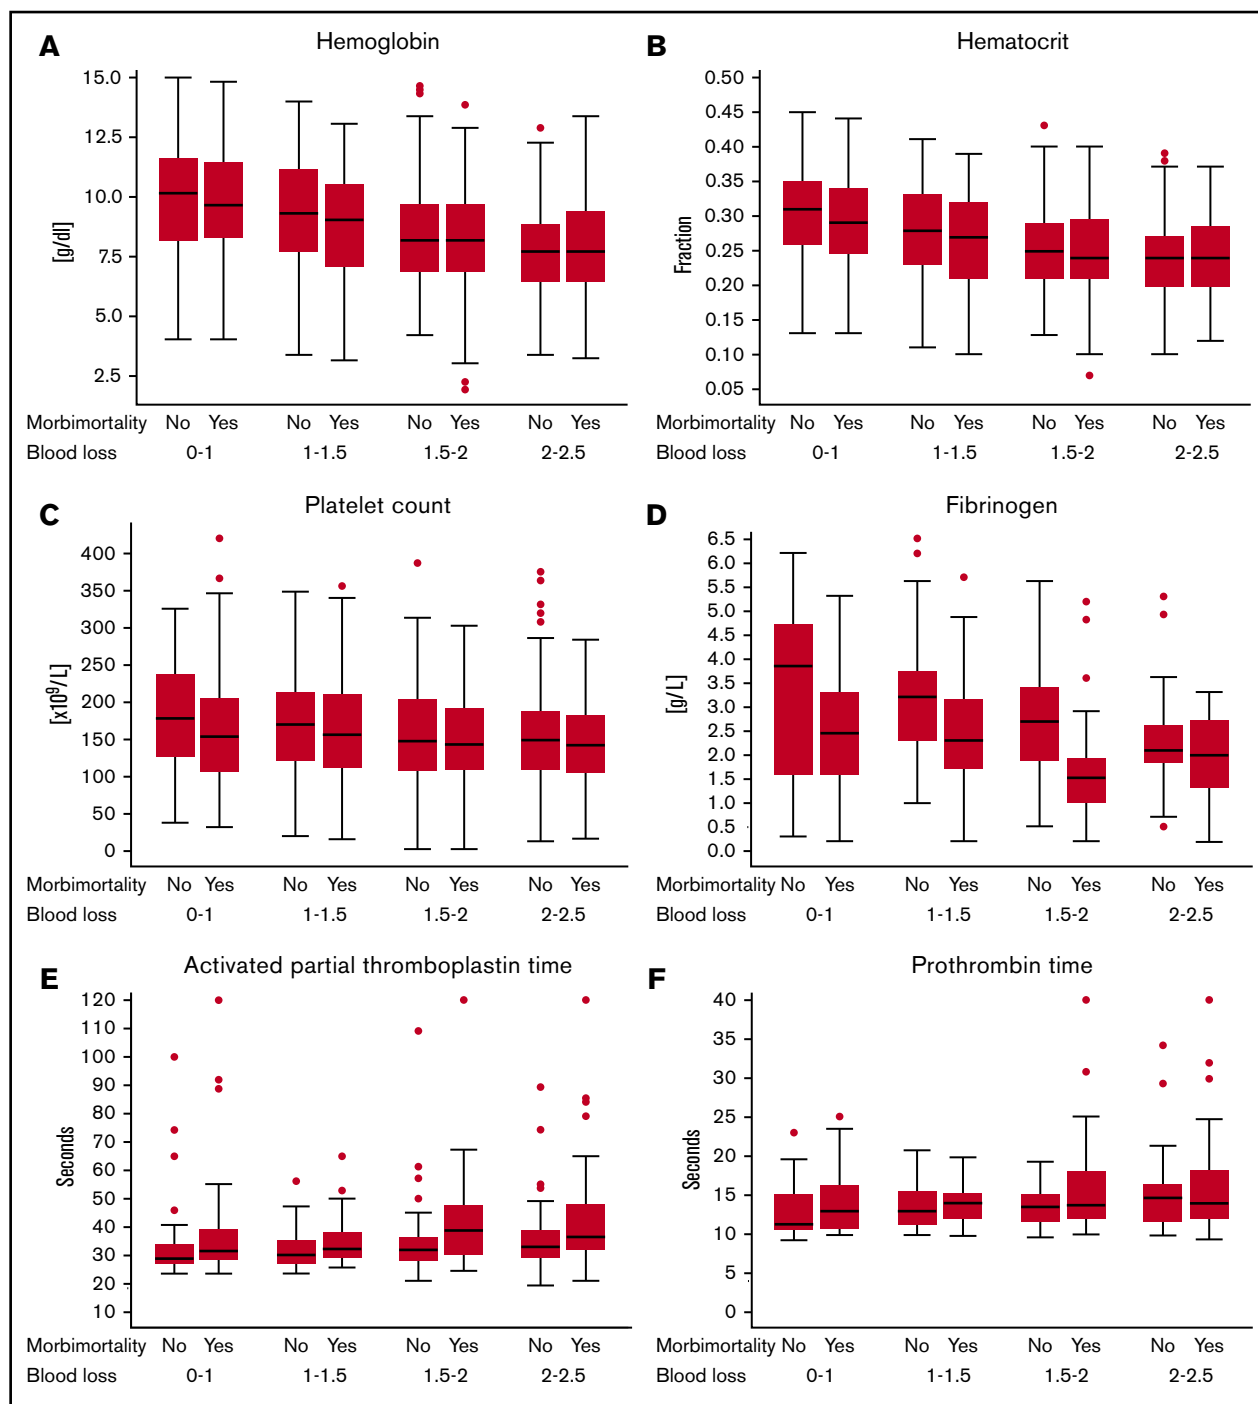 A
Hemoglobin
[g/dl]
15.0
12.5
10.0
7.5
5.0
2.5
Morbimortality No Yes No Yes No Yes No Yes
Blood loss 0-1 1-1.5 1.5-2 2-2.5
B
Hematocrit
Fraction
0.50
0.45
0.40
0.35
0.30
0.25
0.20
0.15
0.10
0.05
Morbimortality No Yes No Yes No Yes No Yes
Blood loss 0-1 1-1.5 1.5-2 2-2.5
C
Platelet count
[x10⁹/L]
400
350
300
250
200
150
100
50
0
Morbimortality No Yes No Yes No Yes No Yes
Blood loss 0-1 1-1.5 1.5-2 2-2.5
D
Fibrinogen
[g/L]
6.5
6.0
5.5
5.0
4.5
4.0
3.5
3.0
2.5
2.0
1.5
1.0
0.5
0.0
Morbimortality No Yes No Yes No Yes No Yes
Blood loss 0-1 1-1.5 1.5-2 2-2.5
E
Activated partial thromboplastin time
Seconds
120
110
100
90
80
70
60
50
40
30
20
10
Morbimortality No Yes No Yes No Yes No Yes
Blood loss 0-1 1-1.5 1.5-2 2-2.5
F
Prothrombin time
Seconds
40
35
30
25
20
15
10
5
0
Morbimortality No Yes No Yes No Yes No Yes
Blood loss 0-1 1-1.5 1.5-2 2-2.5